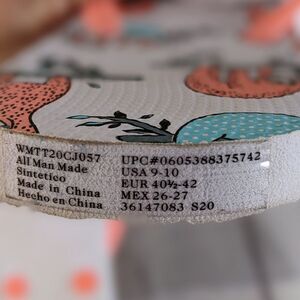 WMTT20CJ057
All Man Made
Sintetico
Made in China
Hecho en China
UPC#0605388375742
USA 9-10
EUR 40½-42
MEX 26-27
36147083 S20